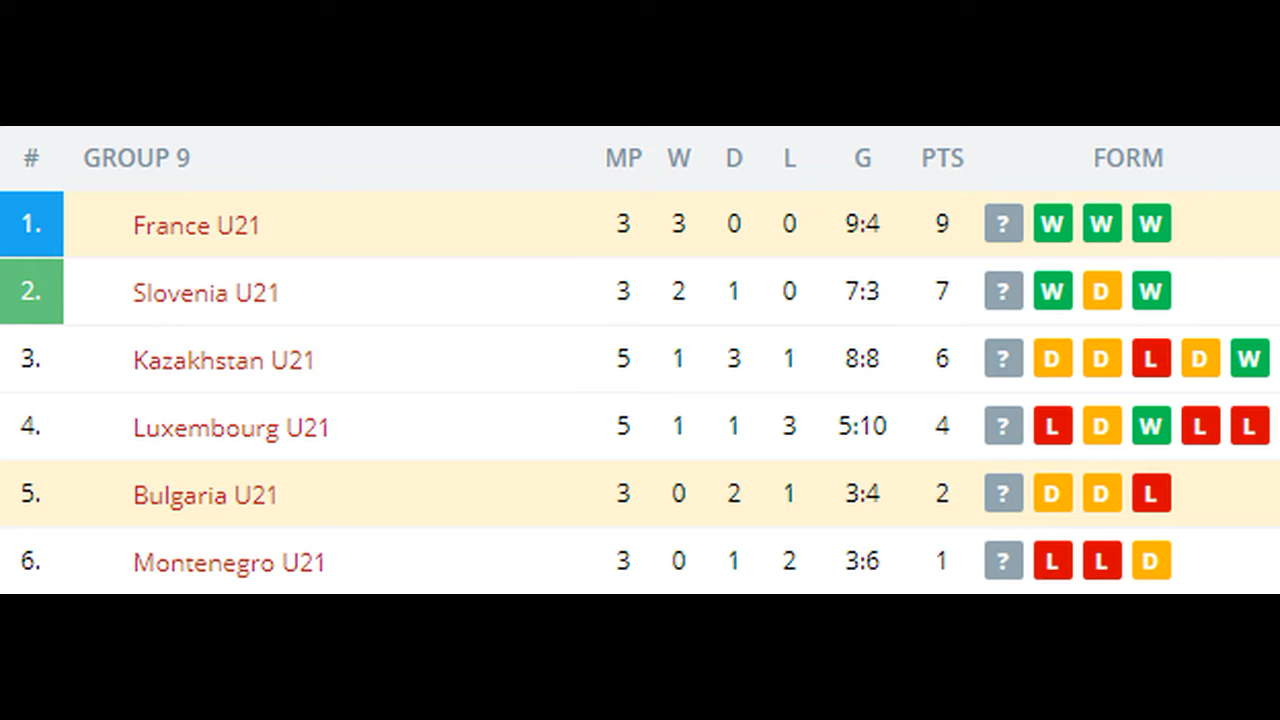 # GROUP 9 MP W D L G PTS FORM
1. France U21 3 3 0 0 9:4 9 ? W W W
2. Slovenia U21 3 2 1 0 7:3 7 ? W D W
3. Kazakhstan U21 5 1 3 1 8:8 6 ? D D L D W
4. Luxembourg U21 5 1 1 3 5:10 4 ? L D W L L
5. Bulgaria U21 3 0 2 1 3:4 2 ? D D L
6. Montenegro U21 3 0 1 2 3:6 1 ? L L D